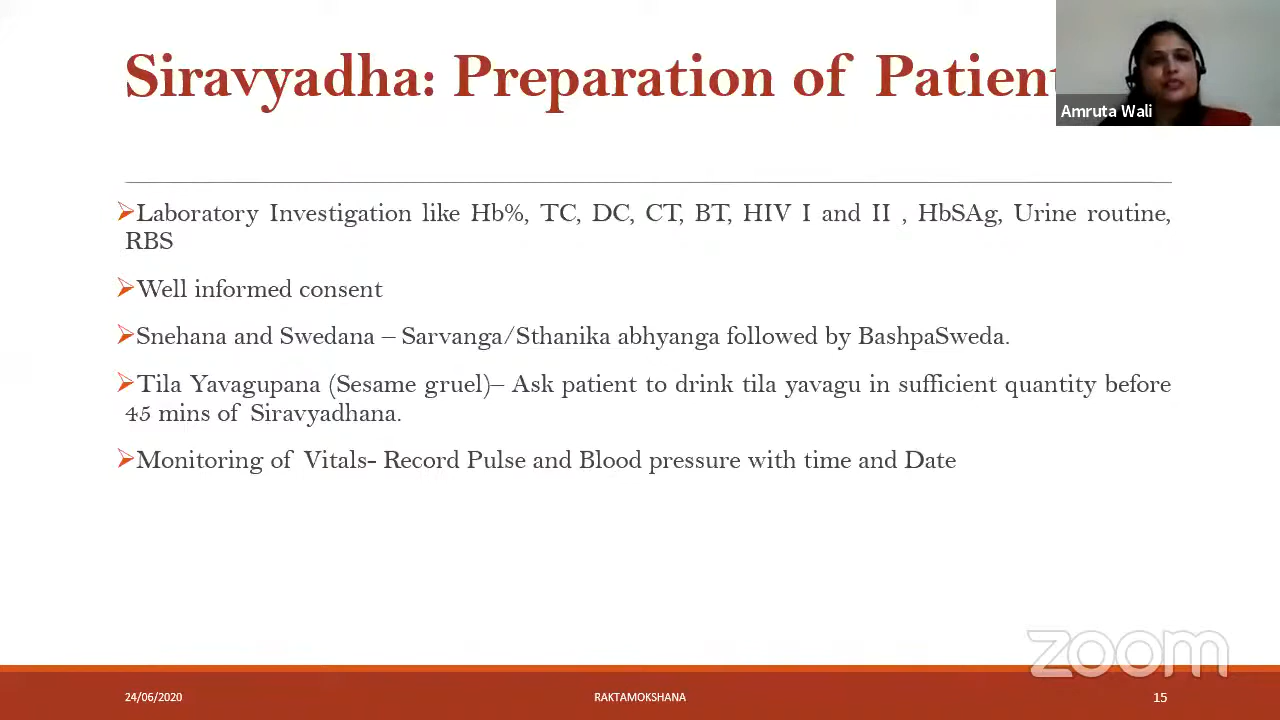 Siravyadha: Preparation of Patient
Amruta Wali
Laboratory Investigation like Hb%, TC, DC, CT, BT, HIV I and II , HbSAg, Urine routine,
RBS
Well informed consent
Snehana and Swedana – Sarvanga/Sthanika abhyanga followed by BashpaSweda.
Tila Yavagupana (Sesame gruel)– Ask patient to drink tila yavagu in sufficient quantity before
45 mins of Siravyadhana.
Monitoring of Vitals- Record Pulse and Blood pressure with time and Date
zoom
24/06/2020 RAKTAMOKSHANA 15